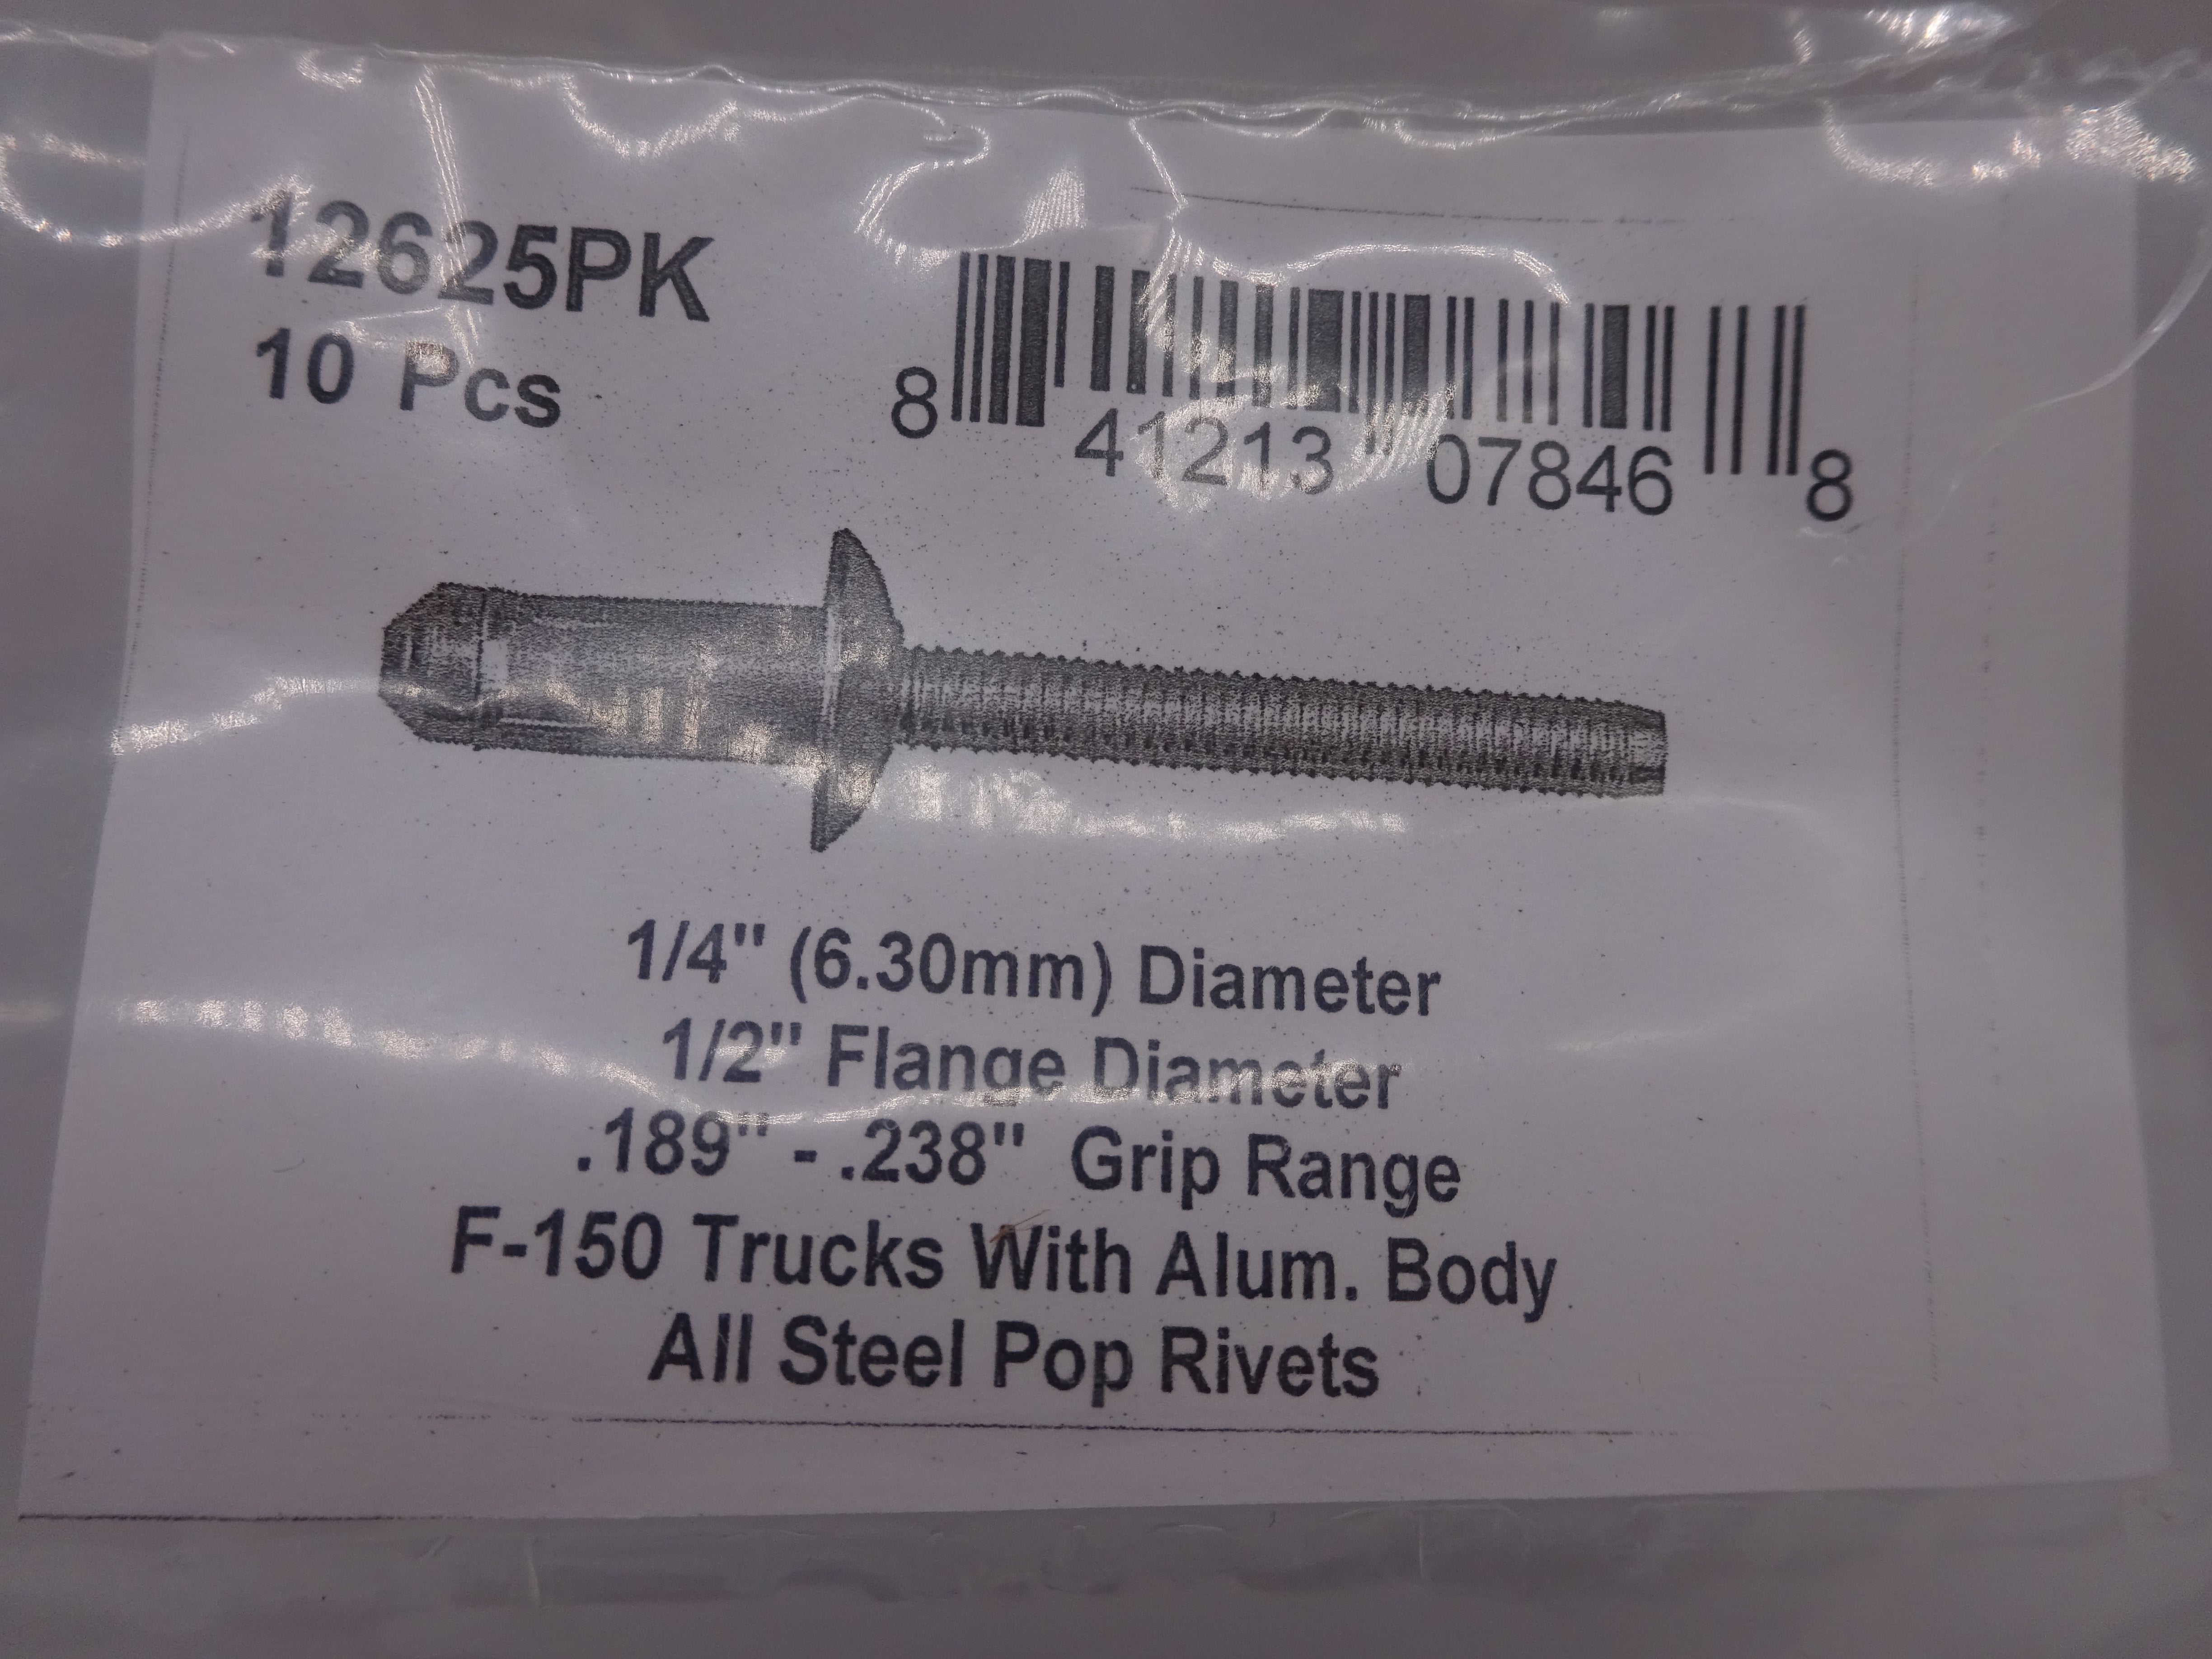 12625PK
10 Pcs
8 41213 07846 8
1/4" (6.30mm) Diameter
1/2" Flange Diameter
.189" - .238" Grip Range
F-150 Trucks With Alum. Body
All Steel Pop Rivets